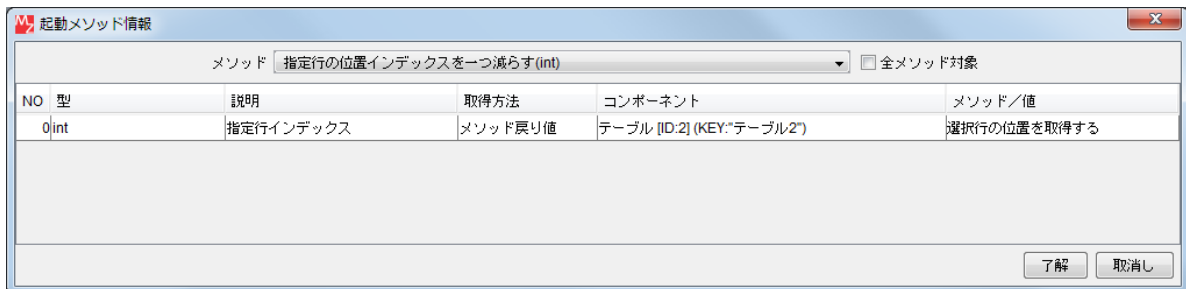 起動メソッド情報
メソッド 指定行の位置インデックスを一つ減らす(int) 全メソッド対象
NO 型 説明 取得方法 コンポーネント メソッド／値
0 int 指定行インデックス メソッド戻り値 テーブル [ID:2] (KEY:"テーブル2") 選択行の位置を取得する
了解 取消し